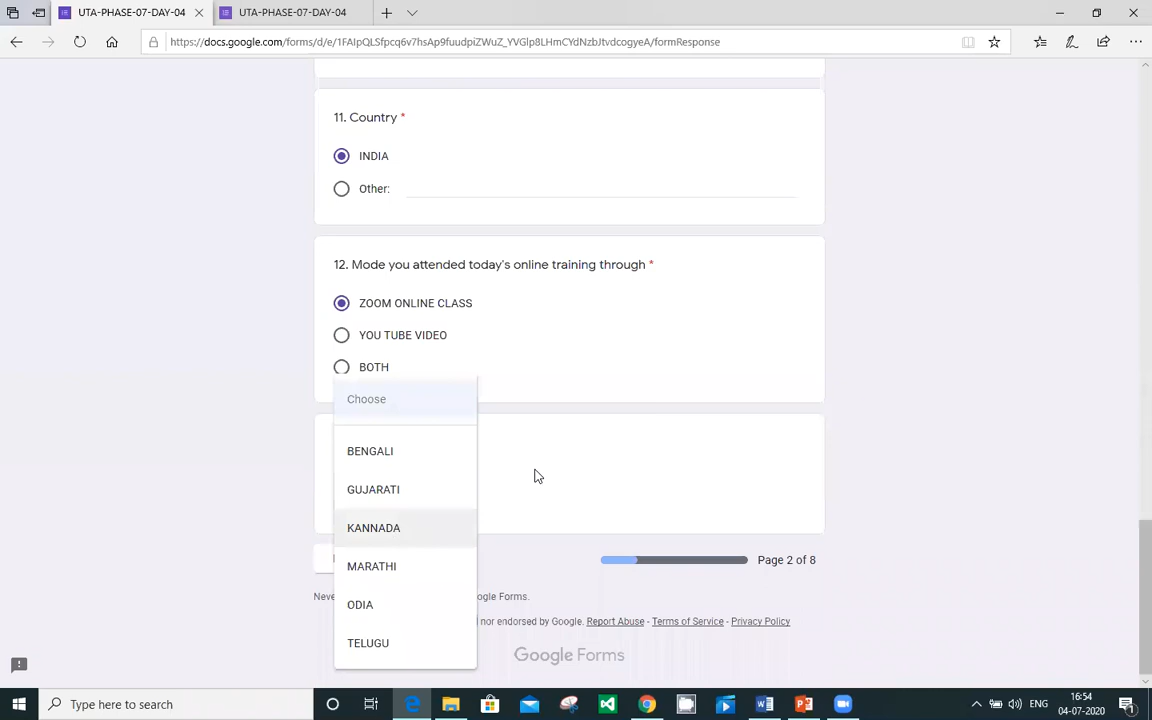 UTA-PHASE-07-DAY-04
UTA-PHASE-07-DAY-04
https://docs.google.com/forms/d/e/1FAIpQLSfpcq6v7hsAp9fuudpiZWuZ_YVGlp8LHmCYdNzbJtvdcogyeA/formResponse
11. Country *
INDIA
Other:
12. Mode you attended today's online training through *
ZOOM ONLINE CLASS
YOU TUBE VIDEO
BOTH
Choose
BENGALI
GUJARATI
KANNADA
MARATHI
ODIA
TELUGU
Page 2 of 8
Neve
ogle Forms.
nor endorsed by Google. Report Abuse - Terms of Service - Privacy Policy
Google Forms
Type here to search
ENG
16:54
04-07-2020
1